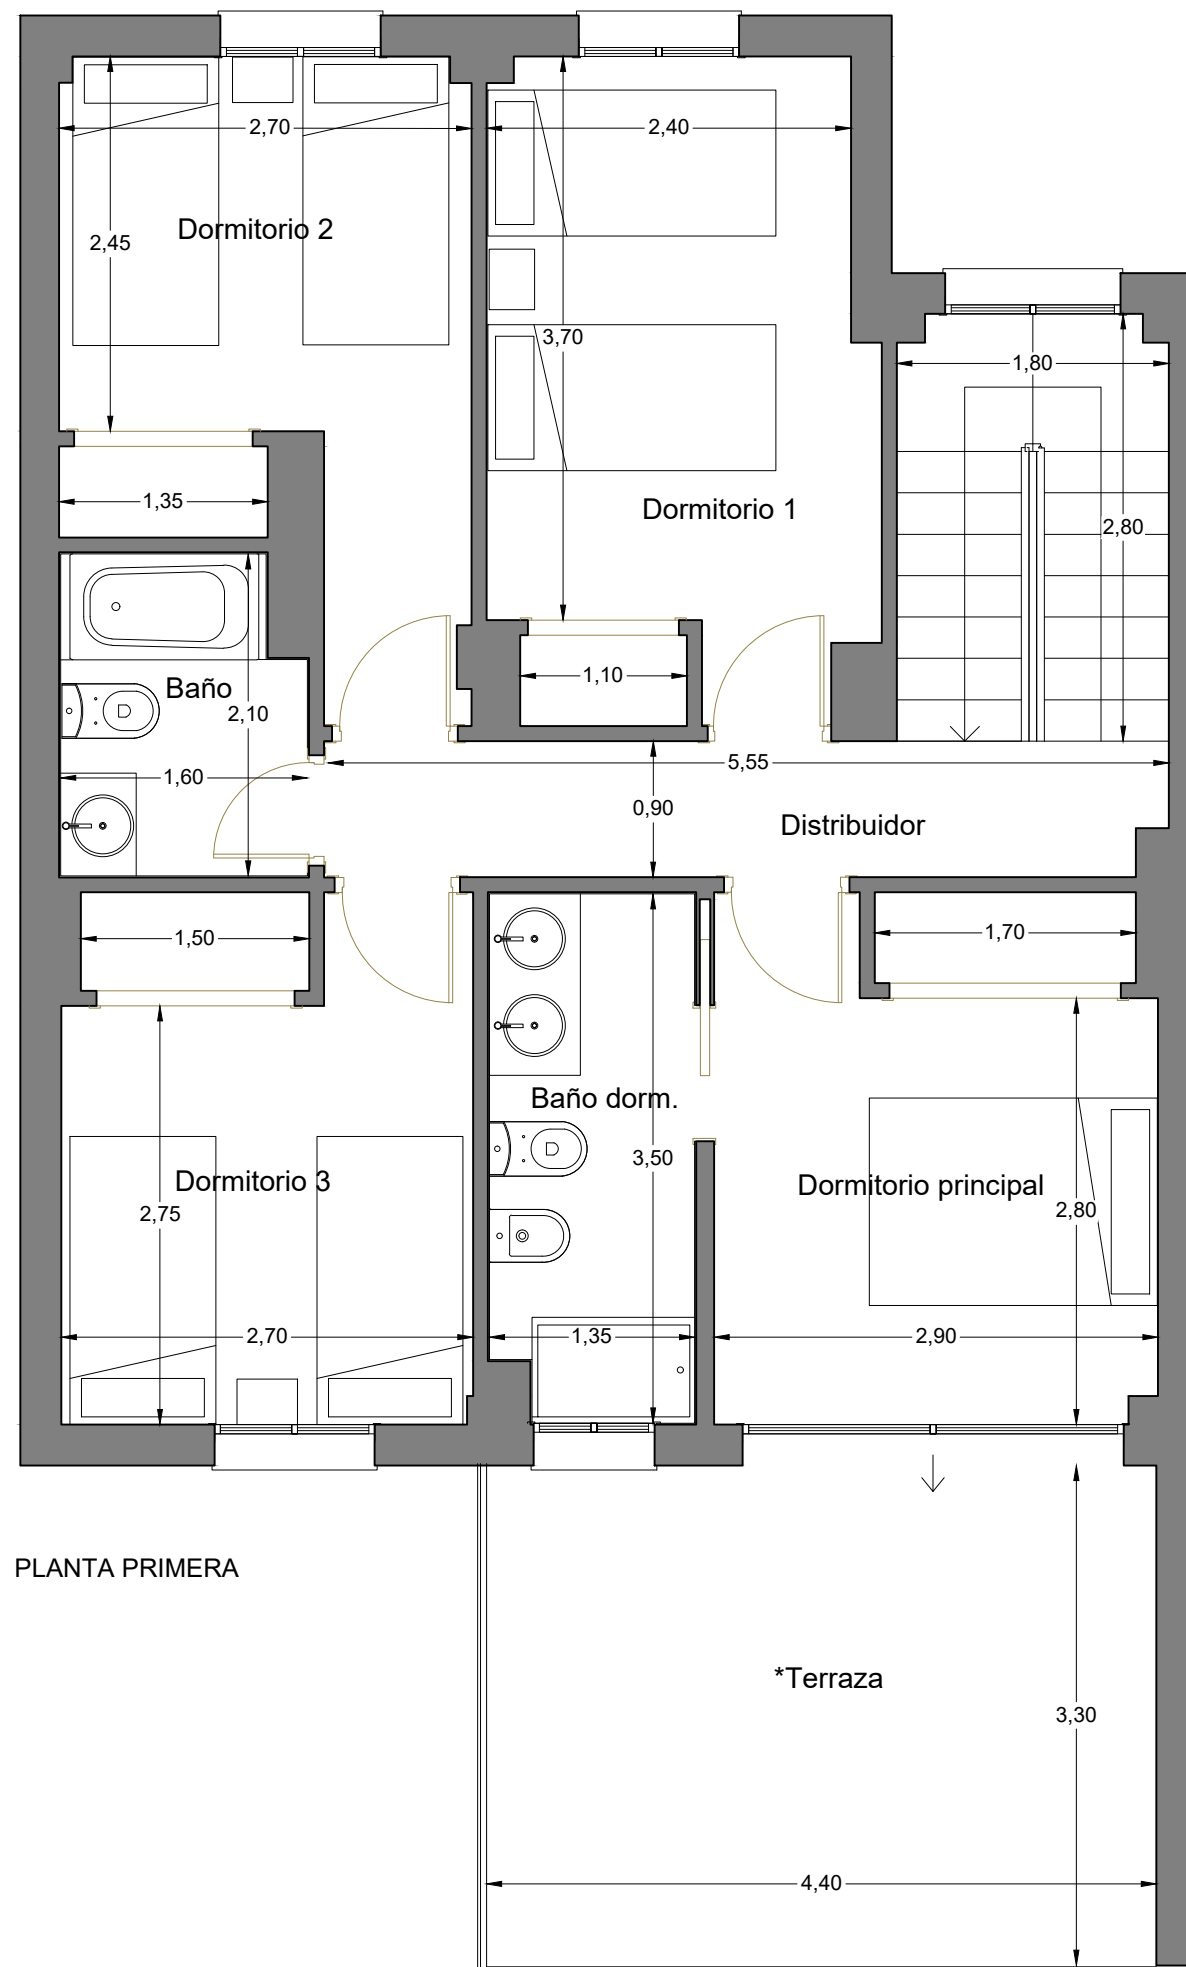 2,70
2,40
Dormitorio 2
2,45
3,70
1,80
1,35
Dormitorio 1
2,80
1,10
Baño
2,10
5,55
1,60
0,90
Distribuidor
1,50
1,70
Baño dorm.
3,50
Dormitorio 3
Dormitorio principal
2,75
2,80
2,70
1,35
2,90
PLANTA PRIMERA
*Terraza
3,30
4,40